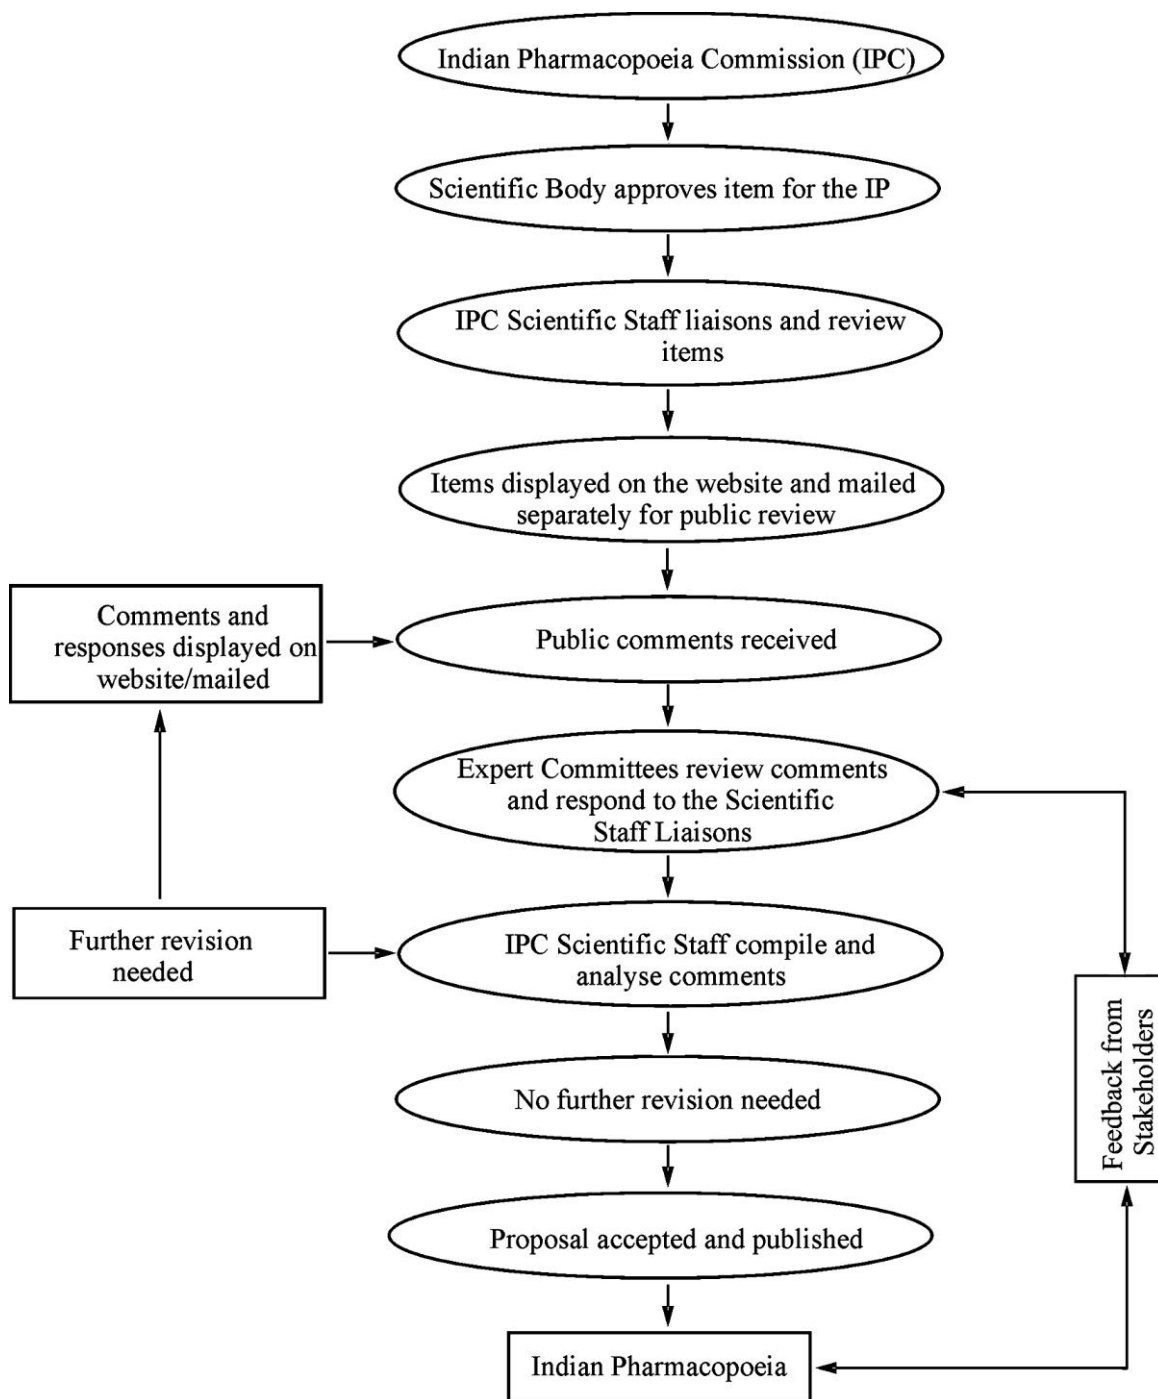 Indian Pharmacopoeia Commission (IPC)
Scientific Body approves item for the IP
IPC Scientific Staff liaisons and review
items
Items displayed on the website and mailed
separately for public review
Comments and
responses displayed on
website/mailed
Public comments received
Expert Committees review comments
and respond to the Scientific
Staff Liaisons
Further revision
needed
IPC Scientific Staff compile and
analyse comments
Feedback from
Stakeholders
No further revision needed
Proposal accepted and published
Indian Pharmacopoeia